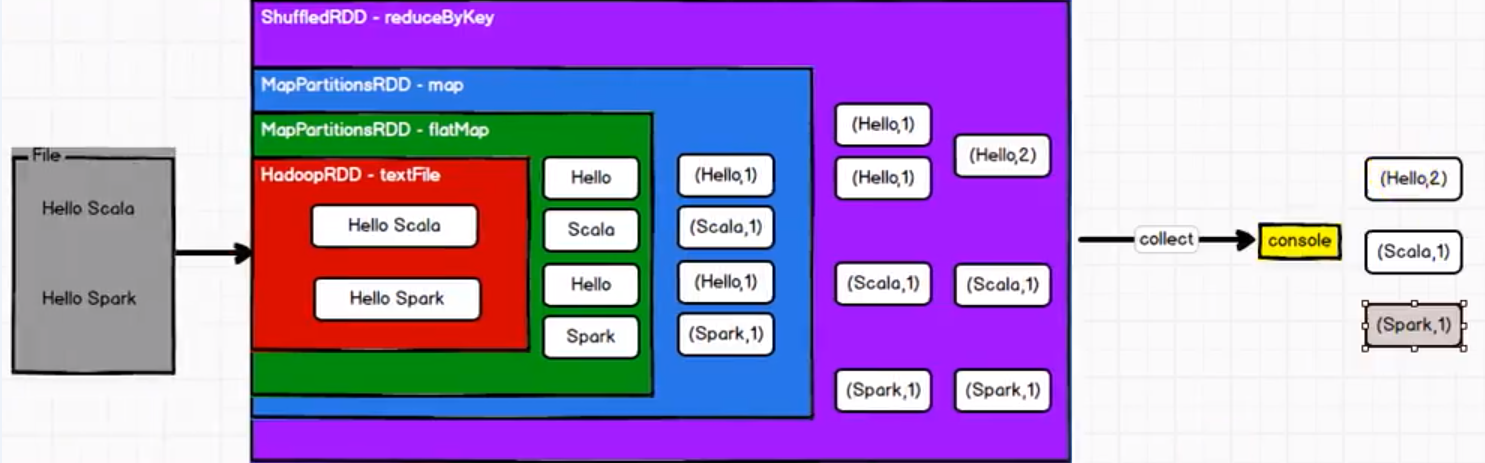 ShuffledRDD - reduceByKey
MapPartitionsRDD - map
MapPartitionsRDD - flatMap
HadoopRDD - textFile
File
Hello Scala
Hello Spark
Hello Scala
Hello Spark
Hello
Scala
Hello
Spark
(Hello,1)
(Scala,1)
(Hello,1)
(Spark,1)
(Hello,1)
(Hello,1)
(Hello,2)
(Scala,1)
(Scala,1)
(Spark,1)
(Spark,1)
collect
console
(Hello,2)
(Scala,1)
(Spark,1)